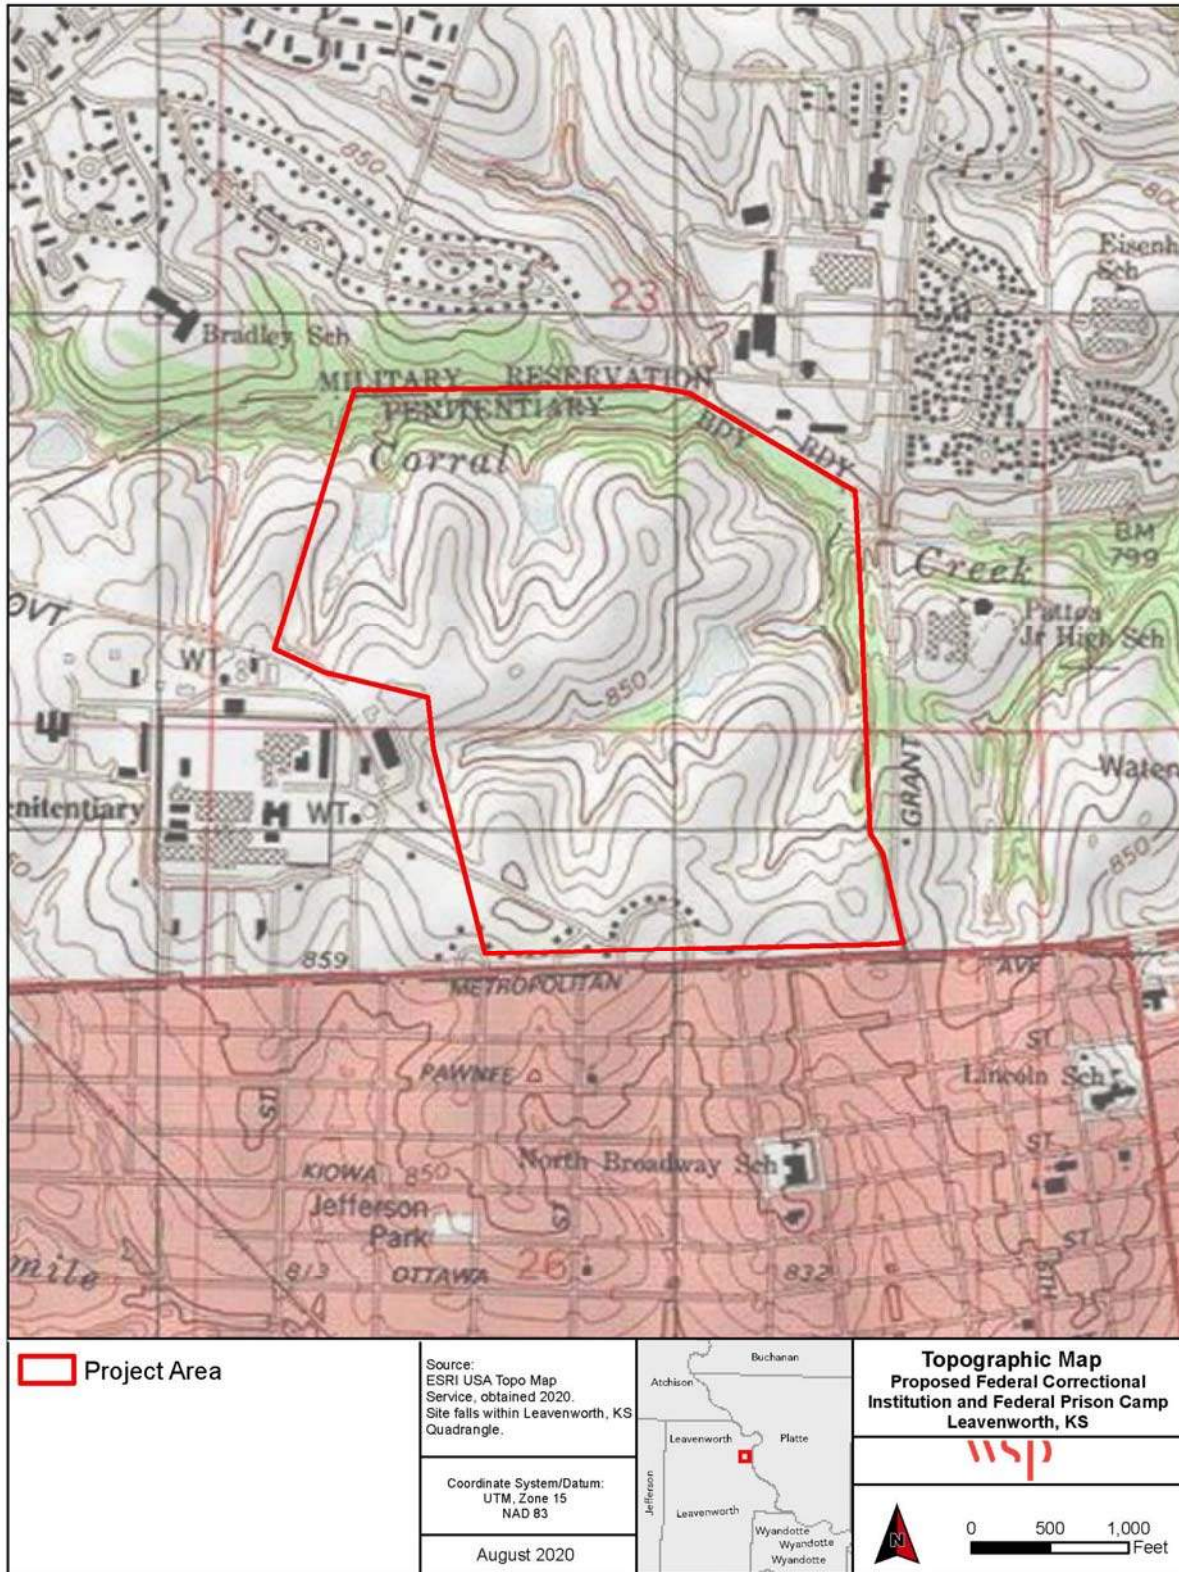 850
800
Eisenh
Sch
23
Bradley Sch
MILITARY RESERVATION
PENITENTIARY
BDY
BDY
Corral
BM
799
Creek
OVT
Patton
Jr High Sch
WT
850
GRANT
Water
enitentiary
WT
850
859
AVE
METROPOLITAN
ST
PAWNEE
Lincoln Sch
ST
ST
North Broadway Sch
KIOWA
850
Jefferson
Park
ST
ST
mile
813
OTTAWA
26
832
5TH
Project Area
Source:
ESRI USA Topo Map
Service, obtained 2020.
Site falls within Leavenworth, KS
Quadrangle.
Coordinate System/Datum:
UTM, Zone 15
NAD 83
August 2020
Buchanan
Atchison
Leavenworth
Platte
Jefferson
Leavenworth
Wyandotte
Wyandotte
Wyandotte
Topographic Map
Proposed Federal Correctional
Institution and Federal Prison Camp
Leavenworth, KS
wsp
N
0 500 1,000
Feet